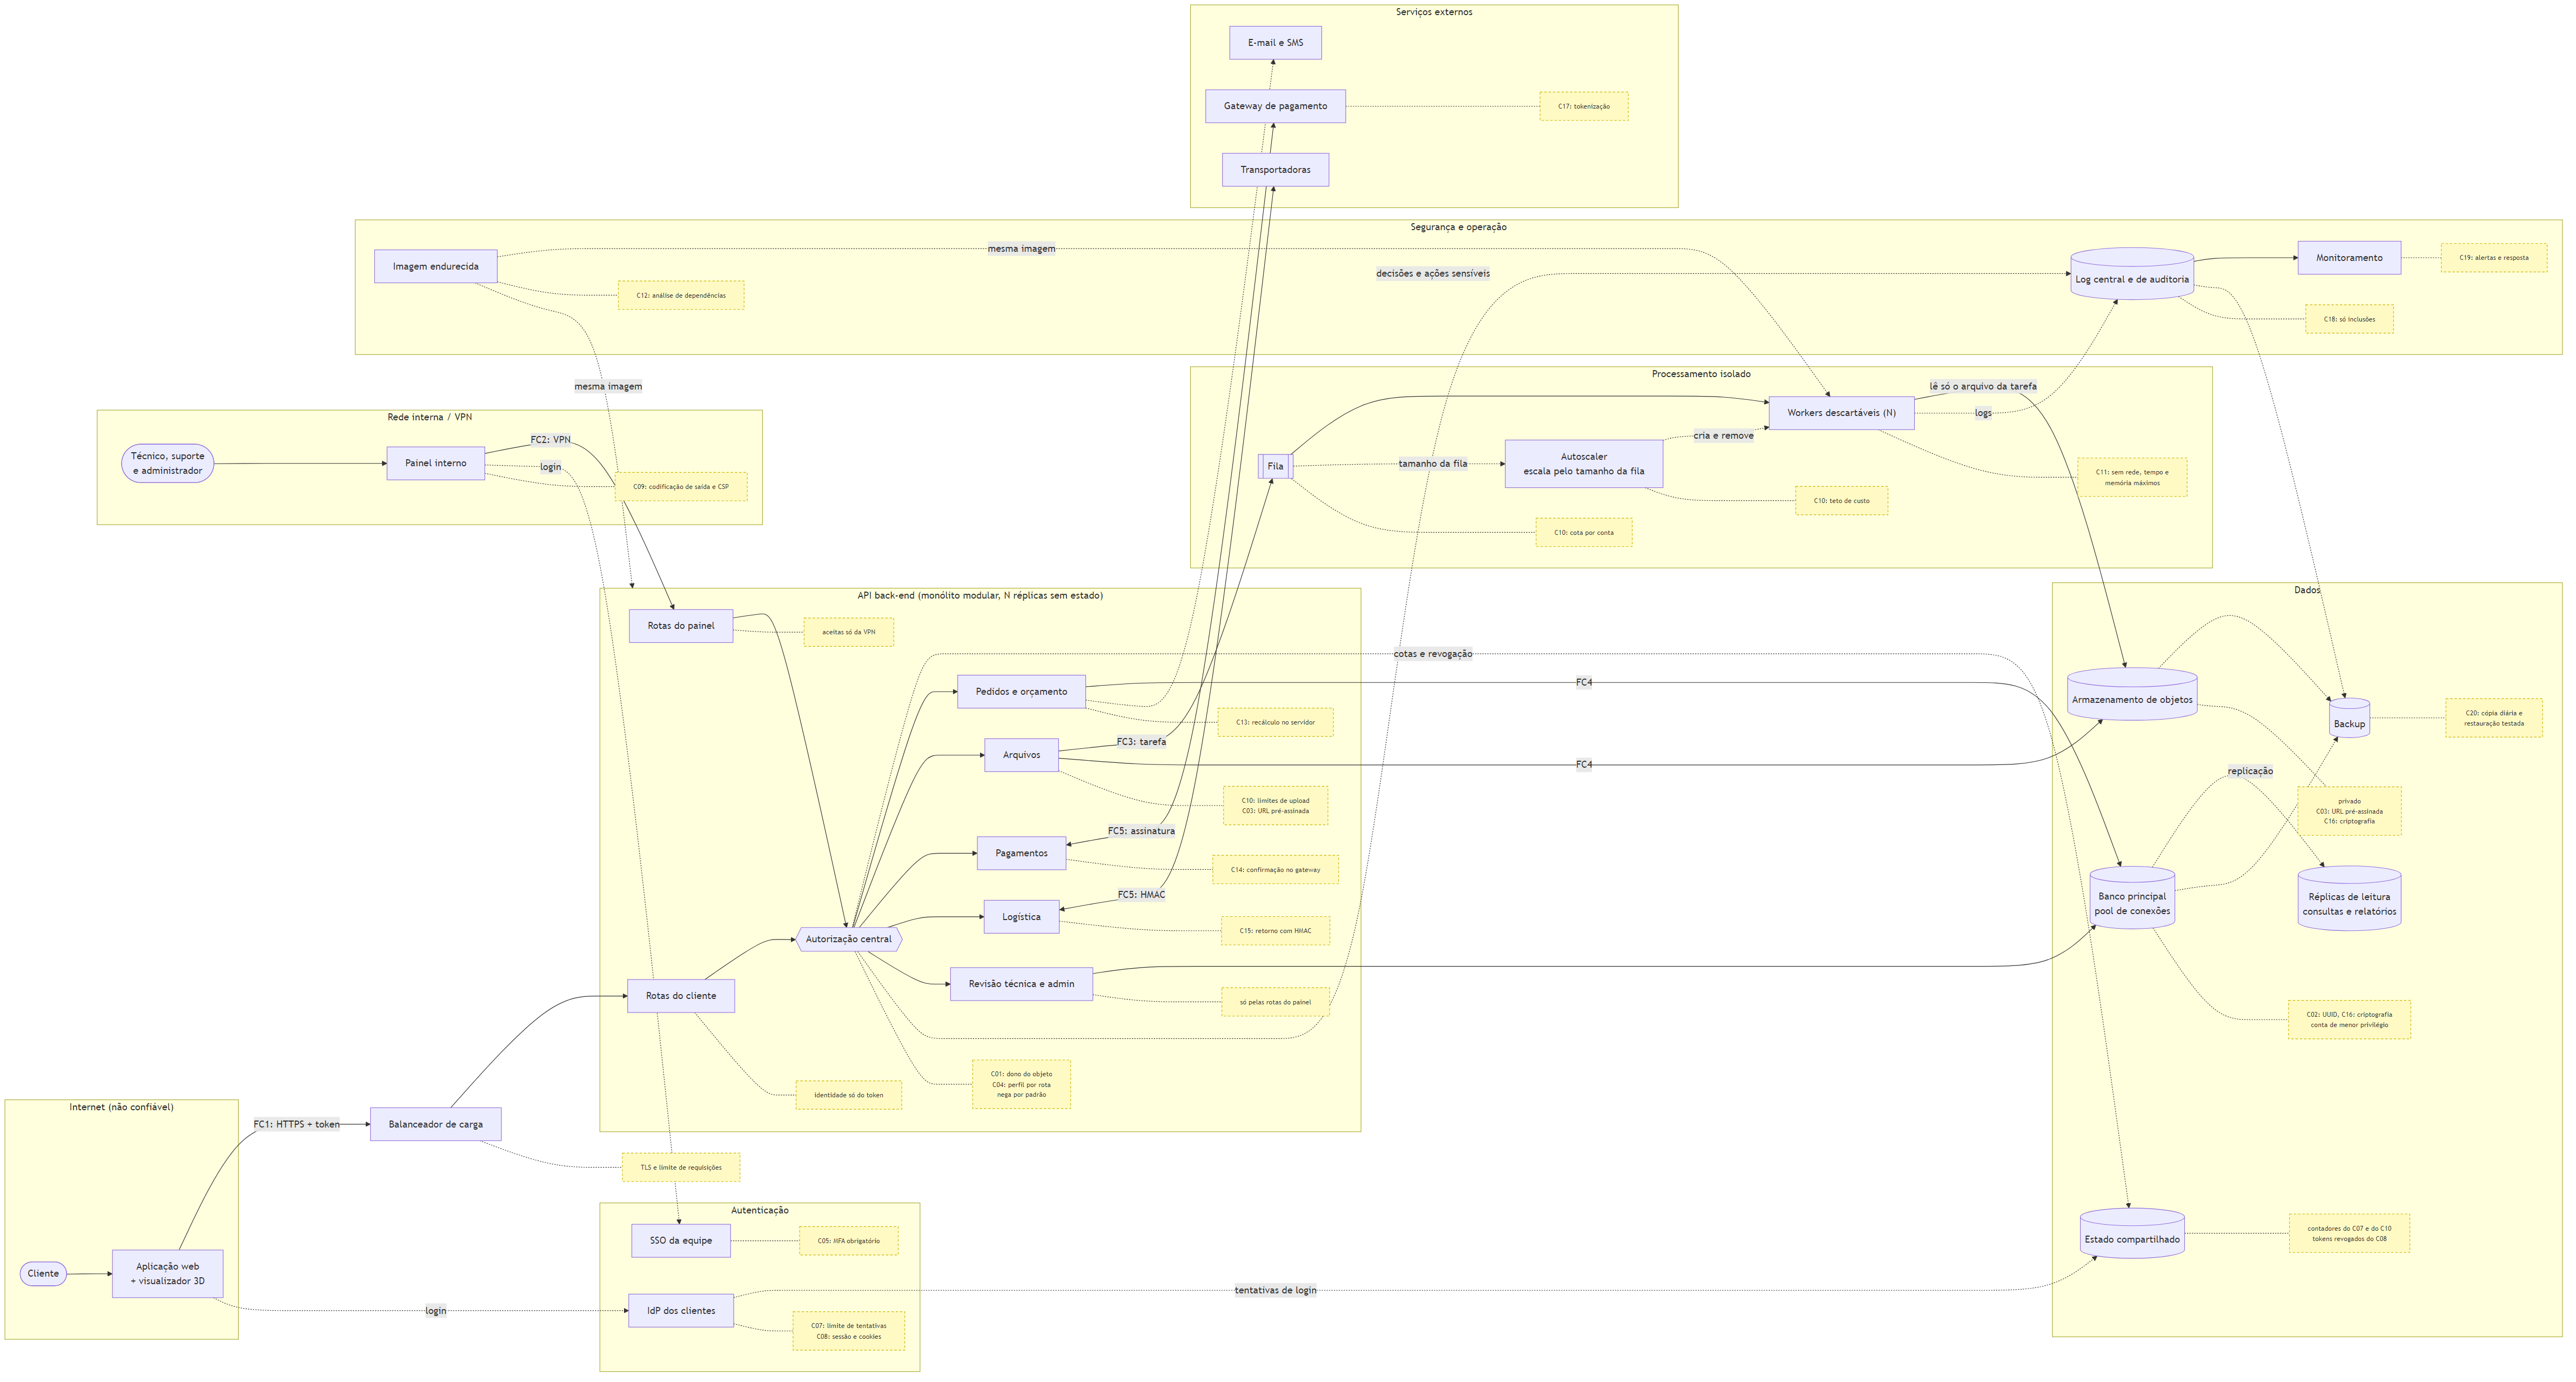 Serviços externos
E-mail e SMS
Gateway de pagamento
C17: tokenização
Transportadoras
Segurança e operação
Imagem endurecida
mesma imagem
C12: análise de dependências
decisões e ações sensíveis
Log central e de auditoria
Monitoramento
C19: alertas e resposta
C18: só inclusões
mesma imagem
Processamento isolado
Fila
tamanho da fila
Autoscaler
escala pelo tamanho da fila
cria e remove
Workers descartáveis (N)
lê só o arquivo da tarefa
logs
C11: sem rede, tempo e
memória máximos
C10: teto de custo
C10: cota por conta
Rede interna / VPN
Técnico, suporte
e administrador
Painel interno
FC2: VPN
login
C09: codificação de saída e CSP
API back-end (monólito modular, N réplicas sem estado)
Rotas do painel
aceitas só da VPN
cotas e revogação
Pedidos e orçamento
FC4
C13: recálculo no servidor
Arquivos
FC3: tarefa
FC4
C10: limites de upload
C03: URL pré-assinada
Pagamentos
FC5: assinatura
C14: confirmação no gateway
Logística
FC5: HMAC
C15: retorno com HMAC
Autorização central
Revisão técnica e admin
só pelas rotas do painel
Rotas do cliente
C01: dono do objeto
C04: perfil por rota
nega por padrão
Identidade só do token
Dados
Armazenamento de objetos
Backup
C20: cópia diária e
restauração testada
replicação
privado
C03: URL pré-assinada
C16: criptografia
Banco principal
pool de conexões
Réplicas de leitura
consultas e relatórios
C02: UUID, C16: criptografia
conta de menor privilégio
Estado compartilhado
contadores do C07 e do C10
tokens revogados do C08
Internet (não confiável)
Cliente
Aplicação web
+ visualizador 3D
FC1: HTTPS + token
Balanceador de carga
TLS e limite de requisições
login
Autenticação
SSO da equipe
C05: MFA obrigatório
IdP dos clientes
tentativas de login
C07: limite de tentativas
C08: sessão e cookies